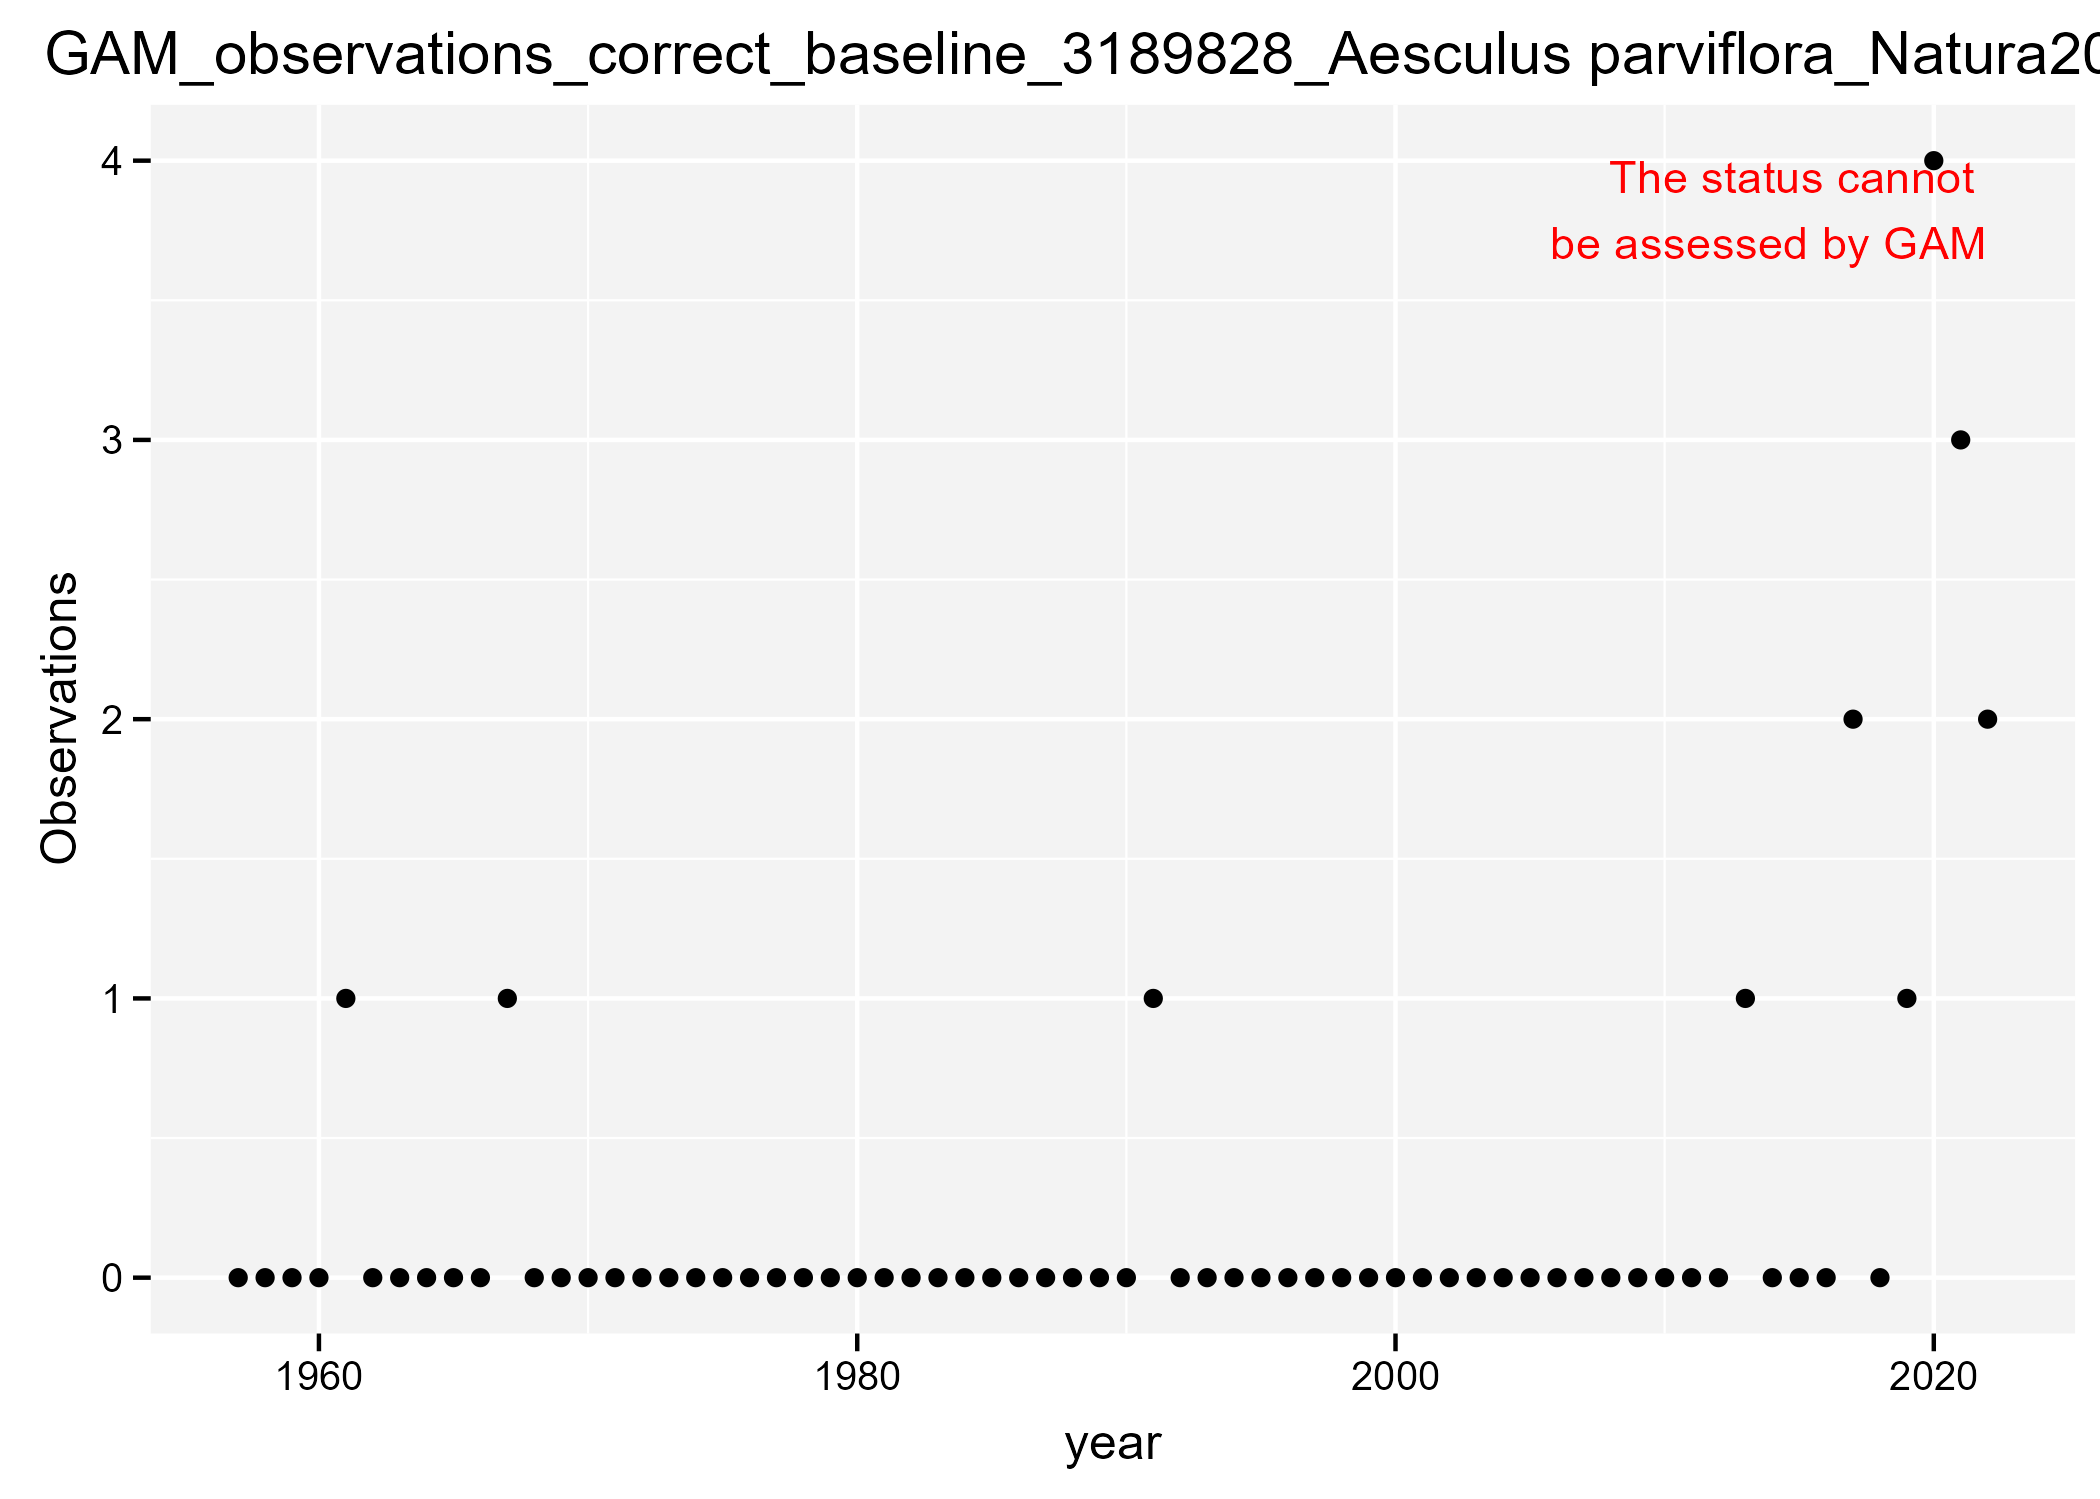 GAM_observations_correct_baseline_3189828_Aesculus parviflora_Natura20
The status cannot
be assessed by GAM
4
3
2
1
0
Observations
1960 1980 2000 2020
year